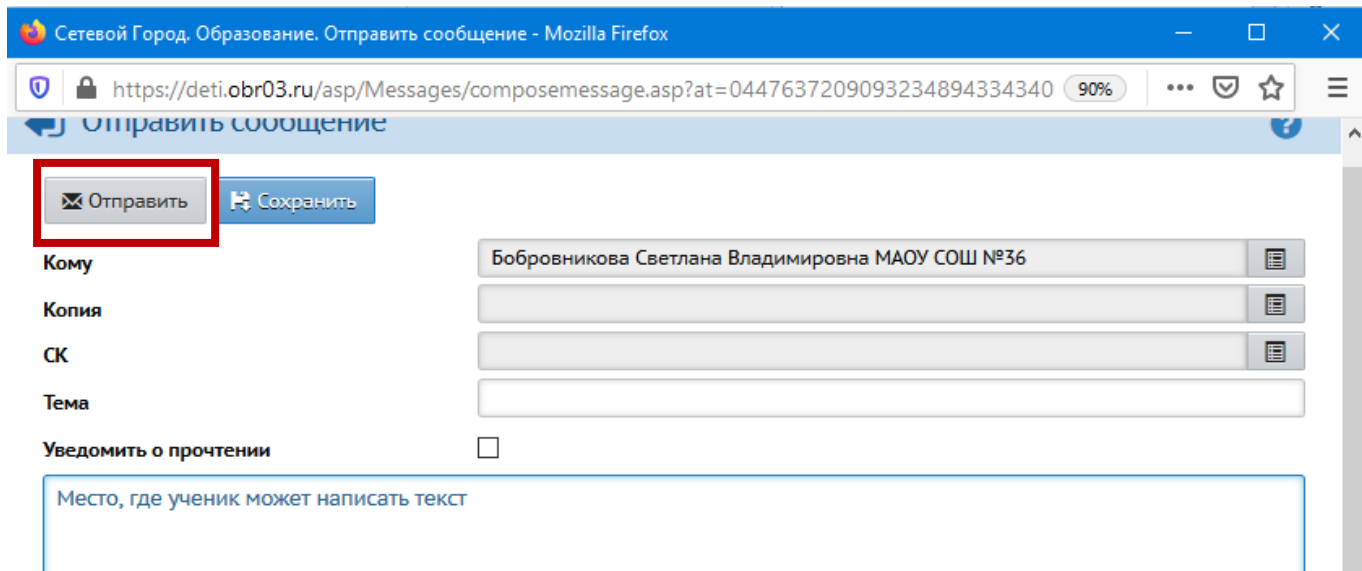 Сетевой Город. Образование. Отправить сообщение - Mozilla Firefox
https://deti.obr03.ru/asp/Messages/composemessage.asp?at=0447637209093234894334340 90%
Отправить сообщение
Отправить Сохранить
Кому Бобровникова Светлана Владимировна МАОУ СОШ №36
Копия
СК
Тема
Уведомить о прочтении
Место, где ученик может написать текст